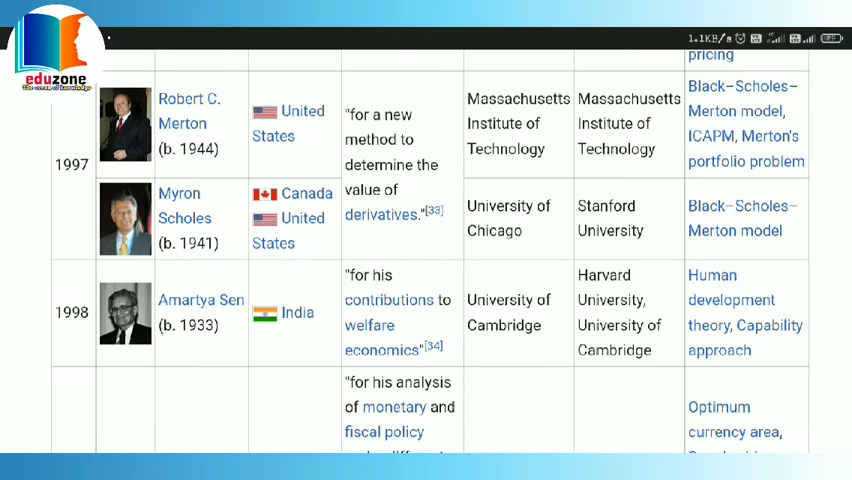 1.1KB/s
eduzone
The ocean of knowledge
pricing
1997
Robert C.
Merton
(b. 1944)
United
States
"for a new
method to
determine the
value of
derivatives."[33]
Massachusetts
Institute of
Technology
Massachusetts
Institute of
Technology
Black–Scholes–
Merton model,
ICAPM, Merton's
portfolio problem
Myron
Scholes
(b. 1941)
Canada
United
States
University of
Chicago
Stanford
University
Black–Scholes–
Merton model
1998
Amartya Sen
(b. 1933)
India
"for his
contributions to
welfare
economics"[34]
University of
Cambridge
Harvard
University,
University of
Cambridge
Human
development
theory, Capability
approach
"for his analysis
of monetary and
fiscal policy
Optimum
currency area,